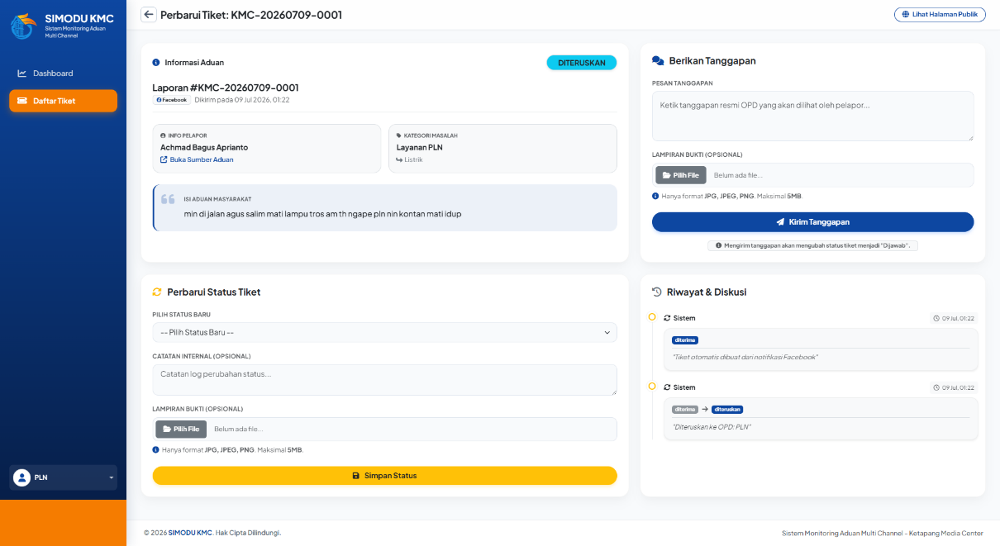 SIMODU KMC
Sistem Monitoring Aduan
Multi Channel
Dashboard
Daftar Tiket
PLN
Perbarui Tiket: KMC-20260709-0001
Lihat Halaman Publik
Informasi Aduan
DITERUSKAN
Laporan #KMC-20260709-0001
Facebook Dikirim pada 09 Jul 2026, 01:22
INFO PELAPOR
Achmad Bagus Aprianto
Buka Sumber Aduan
KATEGORI MASALAH
Layanan PLN
Listrik
ISI ADUAN MASYARAKAT
min di jalan agus salim mati lampu tros am th ngape pln nin kontan mati idup
Berikan Tanggapan
PESAN TANGGAPAN
Ketik tanggapan resmi OPD yang akan dilihat oleh pelapor...
LAMPIRAN BUKTI (OPSIONAL)
Pilih File Belum ada file...
Hanya format JPG, JPEG, PNG. Maksimal 5MB.
Kirim Tanggapan
Mengirim tanggapan akan mengubah status tiket menjadi "Dijawab".
Perbarui Status Tiket
PILIH STATUS BARU
-- Pilih Status Baru --
CATATAN INTERNAL (OPSIONAL)
Catatan log perubahan status...
LAMPIRAN BUKTI (OPSIONAL)
Pilih File Belum ada file...
Hanya format JPG, JPEG, PNG. Maksimal 5MB.
Simpan Status
Riwayat & Diskusi
Sistem 09 Jul, 01:22
diterima
"Tiket otomatis dibuat dari notifikasi Facebook"
Sistem 09 Jul, 01:22
diterima → diteruskan
"Diteruskan ke OPD: PLN"
© 2026 SIMODU KMC. Hak Cipta Dilindungi.
Sistem Monitoring Aduan Multi Channel - Ketapang Media Center